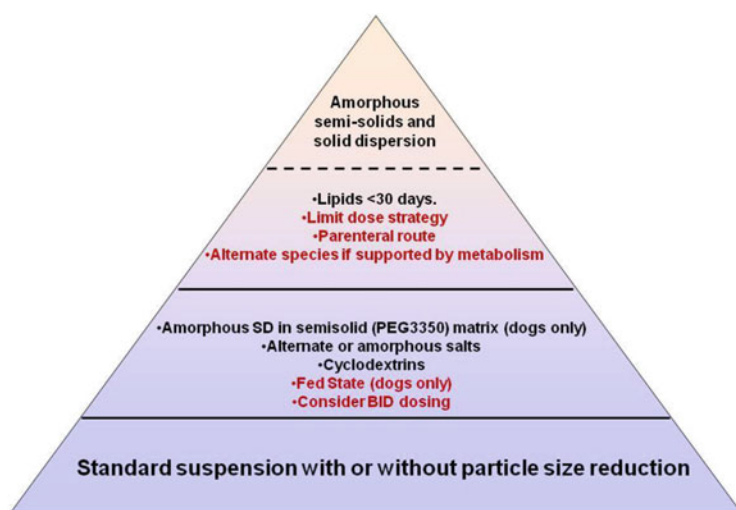 Amorphous
semi-solids and
solid dispersion
•Lipids <30 days.
•Limit dose strategy
•Parenteral route
•Alternate species if supported by metabolism
•Amorphous SD in semisolid (PEG3350) matrix (dogs only)
•Alternate or amorphous salts
•Cyclodextrins
•Fed State (dogs only)
•Consider BID dosing
Standard suspension with or without particle size reduction